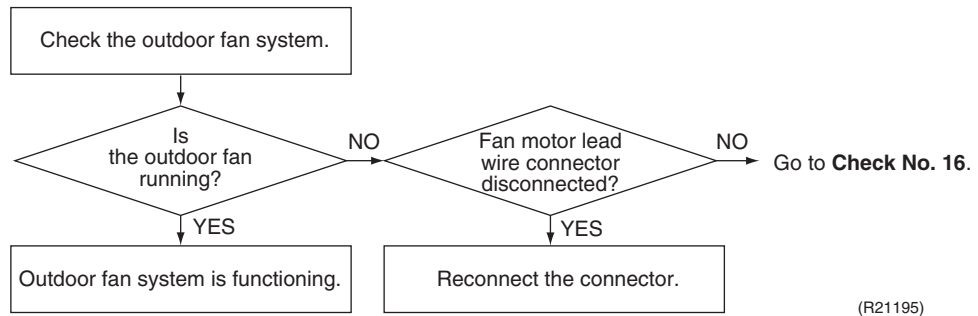 Check the outdoor fan system.
Is
the outdoor fan
running?
NO
Fan motor lead
wire connector
disconnected?
NO
Go to Check No. 16.
YES
YES
Outdoor fan system is functioning.
Reconnect the connector.
(R21195)